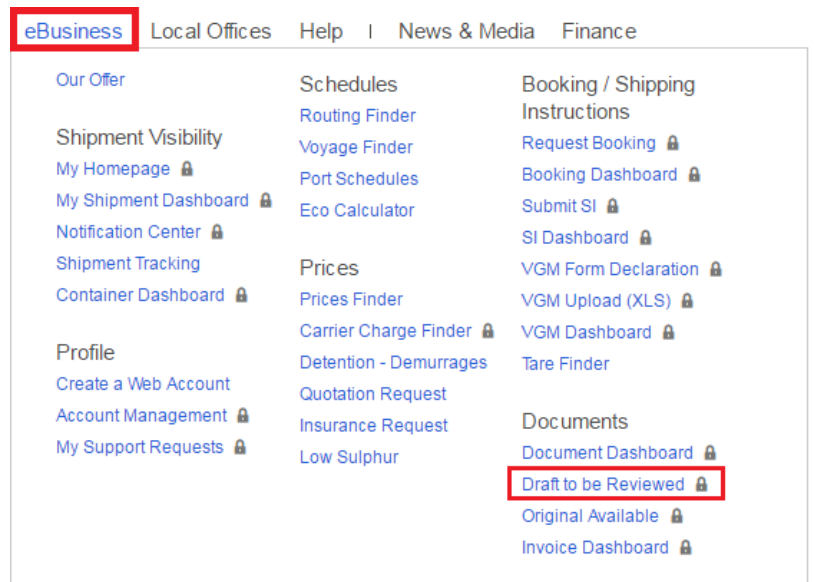 eBusiness Local Offices Help | News & Media Finance
Our Offer
Shipment Visibility
My Homepage
My Shipment Dashboard
Notification Center
Shipment Tracking
Container Dashboard
Profile
Create a Web Account
Account Management
My Support Requests
Schedules
Routing Finder
Voyage Finder
Port Schedules
Eco Calculator
Prices
Prices Finder
Carrier Charge Finder
Detention - Demurrages
Quotation Request
Insurance Request
Low Sulphur
Booking / Shipping
Instructions
Request Booking
Booking Dashboard
Submit SI
SI Dashboard
VGM Form Declaration
VGM Upload (XLS)
VGM Dashboard
Tare Finder
Documents
Document Dashboard
Draft to be Reviewed
Original Available
Invoice Dashboard